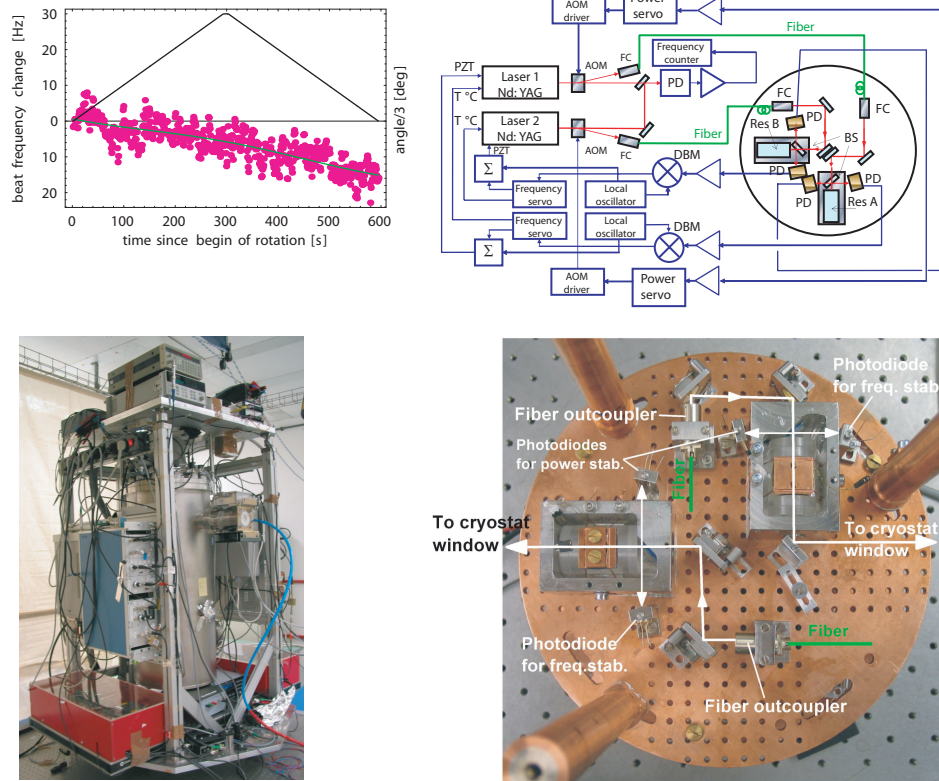 beat frequency change [Hz]
30
20
10
0
10
20
0 100 200 300 400 500 600
time since begin of rotation [s]
angle/3 [deg]
AOM
driver
Power
servo
Fiber
PZT
AOM
FC
Frequency
counter
Laser 1
Nd: YAG
PD
T °C
T °C
Laser 2
Nd: YAG
AOM
FC
Fiber
PZT
Σ
Frequency
servo
Local
oscillator
DBM
Frequency
servo
Local
oscillator
DBM
Σ
AOM
driver
Power
servo
FC
PD
FC
Res B
BS
PD
PD
PD
Res A
Photodiode
for freq. stab.
Fiber outcoupler
Photodiodes
for power stab.
Fiber
To cryostat
window
To cryostat
window
Photodiode
for freq.stab.
Fiber
Fiber outcoupler